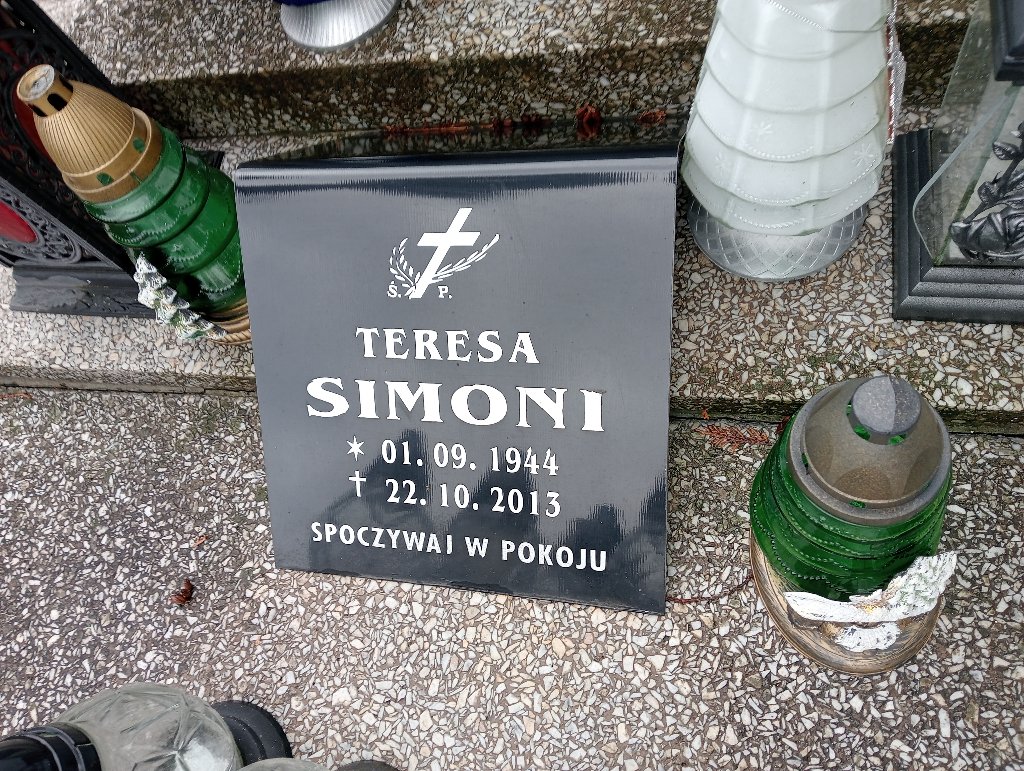 Ś. P.
TERESA
SIMONI
* 01. 09. 1944
† 22. 10. 2013
SPOCZYWAJ W POKOJU